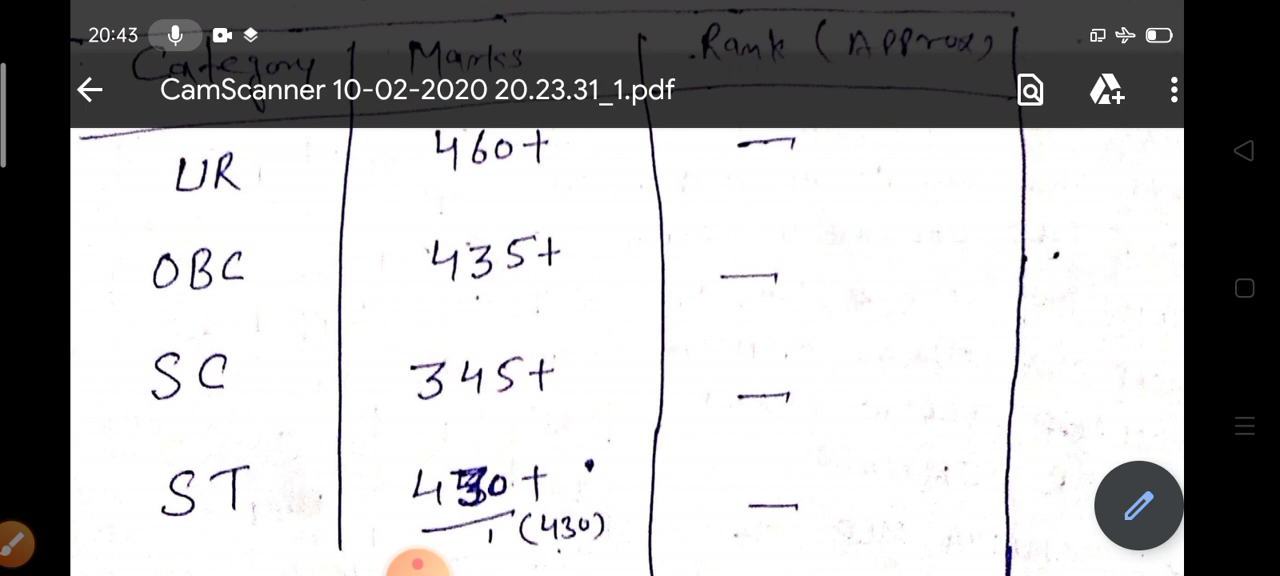 20:43
Category Marks Rank (Approx)
CamScanner 10-02-2020 20.23.31_1.pdf
UR 460+ —
OBC 435+ —
SC 345+ —
ST 430+ —
(430)